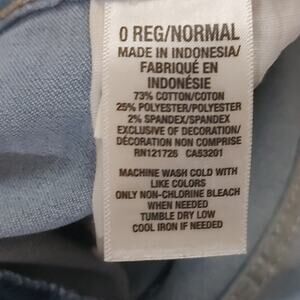 0 REG/NORMAL
MADE IN INDONESIA/
FABRIQUÉ EN
INDONÉSIE
73% COTTON/COTON
25% POLYESTER/POLYESTER
2% SPANDEX/SPANDEX
EXCLUSIVE OF DECORATION/
DÉCORATION NON COMPRISE
RN121726 CA53201
MACHINE WASH COLD WITH
LIKE COLORS
ONLY NON-CHLORINE BLEACH
WHEN NEEDED
TUMBLE DRY LOW
COOL IRON IF NEEDED